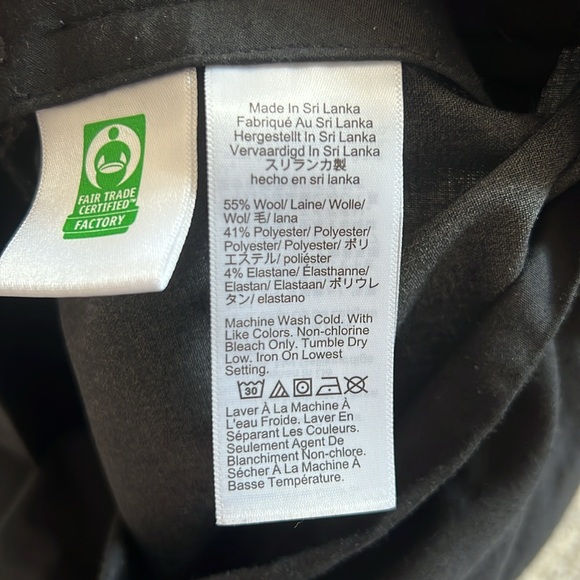 FAIR TRADE
CERTIFIED™
FACTORY
Made In Sri Lanka
Fabriqué Au Sri Lanka
Hergestellt In Sri Lanka
Vervaardigd In Sri Lanka
スリランカ製
hecho en sri lanka
55% Wool/ Laine/ Wolle/
Wol/ 毛/ lana
41% Polyester/ Polyester/
Polyester/ Polyester/ ポリ
エステル/ poliéster
4% Elastane/ Élasthanne/
Elastan/ Elastaan/ ポリウレ
タン/ elastano
Machine Wash Cold. With
Like Colors. Non-chlorine
Bleach Only. Tumble Dry
Low. Iron On Lowest
Setting.
30
Laver À La Machine À
L'eau Froide. Laver En
Séparant Les Couleurs.
Seulement Agent De
Blanchiment Non-chlore.
Sécher À La Machine À
Basse Température.